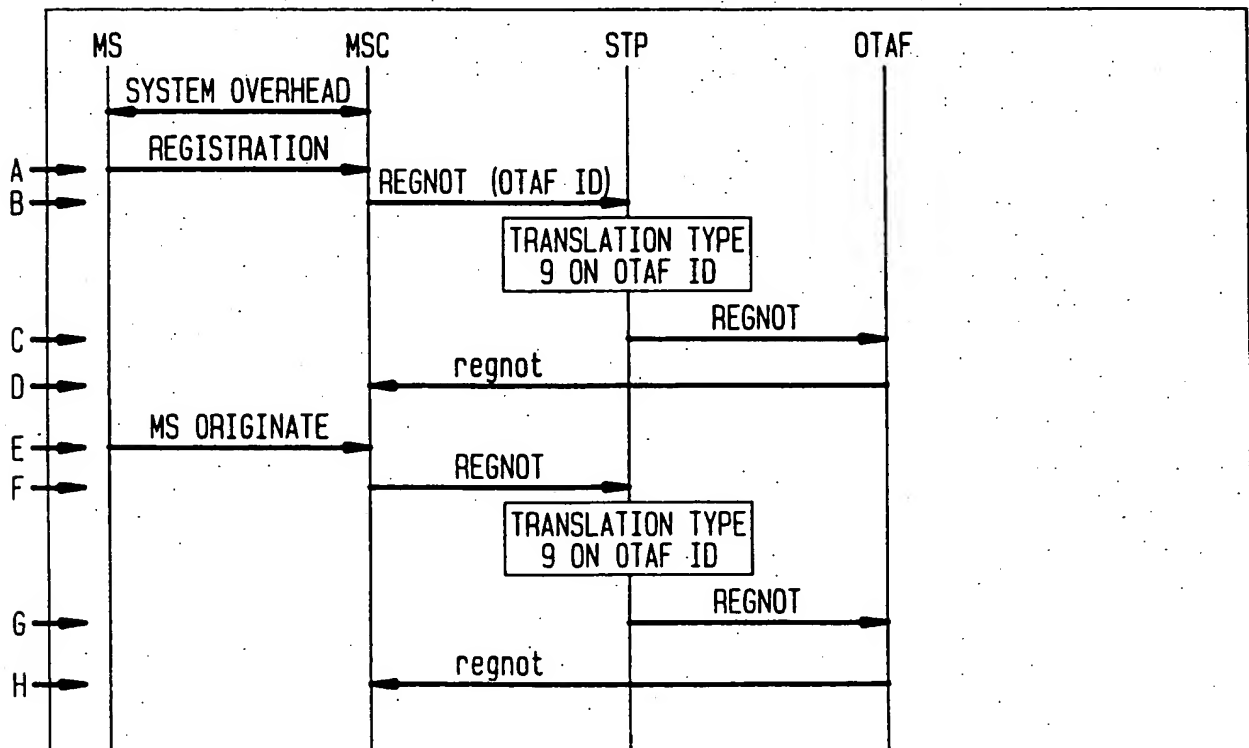 MS MSC STP OTAF
SYSTEM OVERHEAD
REGISTRATION
A
REGNOT (OTAF ID)
B
TRANSLATION TYPE
9 ON OTAF ID
REGNOT
C
regnot
D
MS ORIGINATE
E
REGNOT
F
TRANSLATION TYPE
9 ON OTAF ID
REGNOT
G
regnot
H